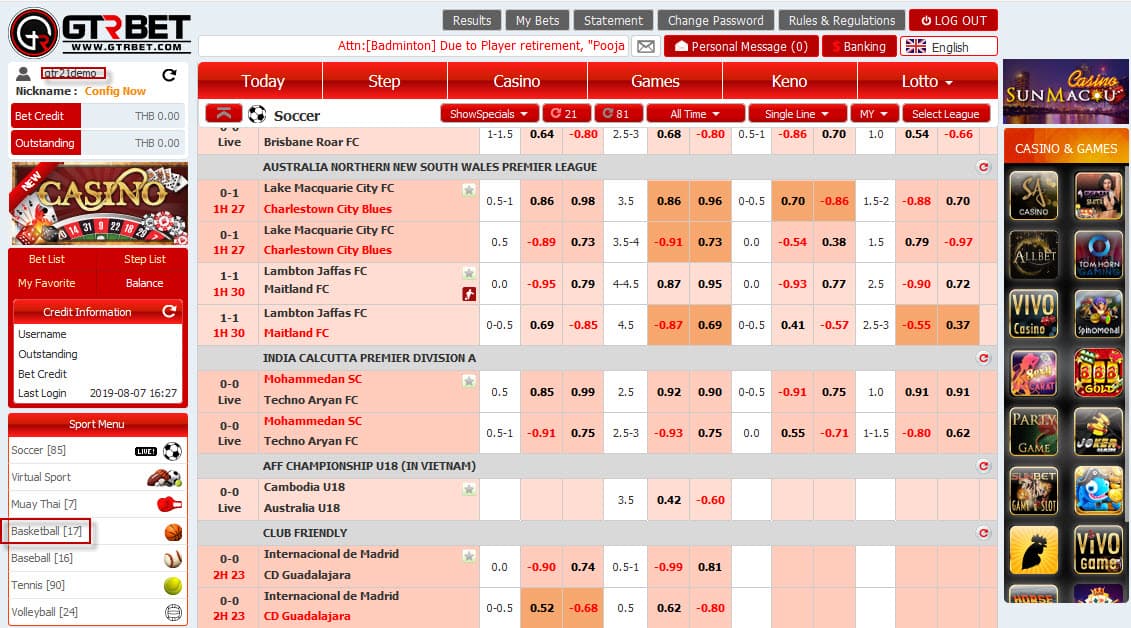 GTRBET
WWW.GTRBET.COM
Results
My Bets
Statement
Change Password
Rules & Regulations
LOG OUT
Attn:[Badminton] Due to Player retirement, "Pooja
Personal Message (0)
$ Banking
English
gtr21demo
Nickname : Config Now
Bet Credit THB 0.00
Outstanding THB 0.00
NEW
CASINO
Bet List Step List
My Favorite Balance
Credit Information
Username
Outstanding
Bet Credit
Last Login 2019-08-07 16:27
Sport Menu
Soccer [85] LIVE!
Virtual Sport
Muay Thai [7]
Basketball [17]
Baseball [16]
Tennis [90]
Volleyball [24]
Today Step Casino Games Keno Lotto
Soccer ShowSpecials 21 81 All Time Single Line MY Select League
0-0 1-1.5 0.64 -0.80 2.5-3 0.68 -0.80 0.5-1 -0.86 0.70 1.0 0.54 -0.66
Live Brisbane Roar FC
AUSTRALIA NORTHERN NEW SOUTH WALES PREMIER LEAGUE
0-1 Lake Macquarie City FC 0.5-1 0.86 0.98 3.5 0.86 0.96 0-0.5 0.70 -0.86 1.5-2 -0.88 0.70
1H 27 Charlestown City Blues
0-1 Lake Macquarie City FC 0.5 -0.89 0.73 3.5-4 -0.91 0.73 0.0 -0.54 0.38 1.5 0.79 -0.97
1H 27 Charlestown City Blues
1-1 Lambton Jaffas FC 0.0 -0.95 0.79 4-4.5 0.87 0.95 0.0 -0.93 0.77 2.5 -0.90 0.72
1H 30 Maitland FC
1-1 Lambton Jaffas FC 0-0.5 0.69 -0.85 4.5 -0.87 0.69 0-0.5 0.41 -0.57 2.5-3 -0.55 0.37
1H 30 Maitland FC
INDIA CALCUTTA PREMIER DIVISION A
0-0 Mohammedan SC 0.5 0.85 0.99 2.5 0.92 0.90 0-0.5 -0.91 0.75 1.0 0.91 0.91
Live Techno Aryan FC
0-0 Mohammedan SC 0.5-1 -0.91 0.75 2.5-3 -0.93 0.75 0.0 0.55 -0.71 1-1.5 -0.80 0.62
Live Techno Aryan FC
AFF CHAMPIONSHIP U18 (IN VIETNAM)
0-0 Cambodia U18 3.5 0.42 -0.60
Live Australia U18
CLUB FRIENDLY
0-0 Internacional de Madrid 0.0 -0.90 0.74 0.5-1 -0.99 0.81
2H 23 CD Guadalajara
0-0 Internacional de Madrid 0-0.5 0.52 -0.68 0.5 0.62 -0.80
2H 23 CD Guadalajara
Casino
SUNMACAU
CASINO & GAMES
SA
CASINO
SLOTS
ALLBET
TOM HORN
GAMING
VIVO
Casino
Spinomenal
GOLD
PARTY
GAME
JOKER
GAME & SLOT
VIVO
Game
HORSE